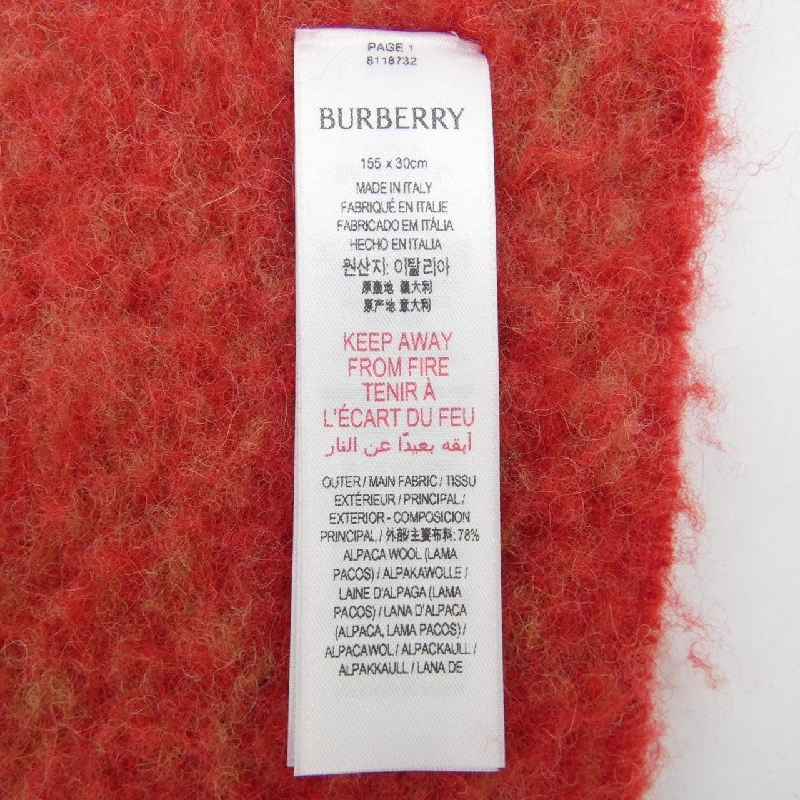 PAGE 1
8118732
BURBERRY
155 x 30cm
MADE IN ITALY
FABRIQUÉ EN ITALIE
FABRICADO EM ITÁLIA
HECHO EN ITALIA
원산지: 이탈리아
原產地 義大利
原产地 意大利
KEEP AWAY
FROM FIRE
TENIR À
L'ÉCART DU FEU
أبقه بعيدًا عن النار
OUTER / MAIN FABRIC / TISSU
EXTÉRIEUR / PRINCIPAL /
EXTERIOR - COMPOSICION
PRINCIPAL / 外部/主要布料: 78%
ALPACA WOOL (LAMA
PACOS) / ALPAKAWOLLE /
LAINE D'ALPAGA (LAMA
PACOS) / LANA D'ALPACA
(ALPACA, LAMA PACOS) /
ALPACAWOL / ALPACKAULL /
ALPAKKAULL / LANA DE